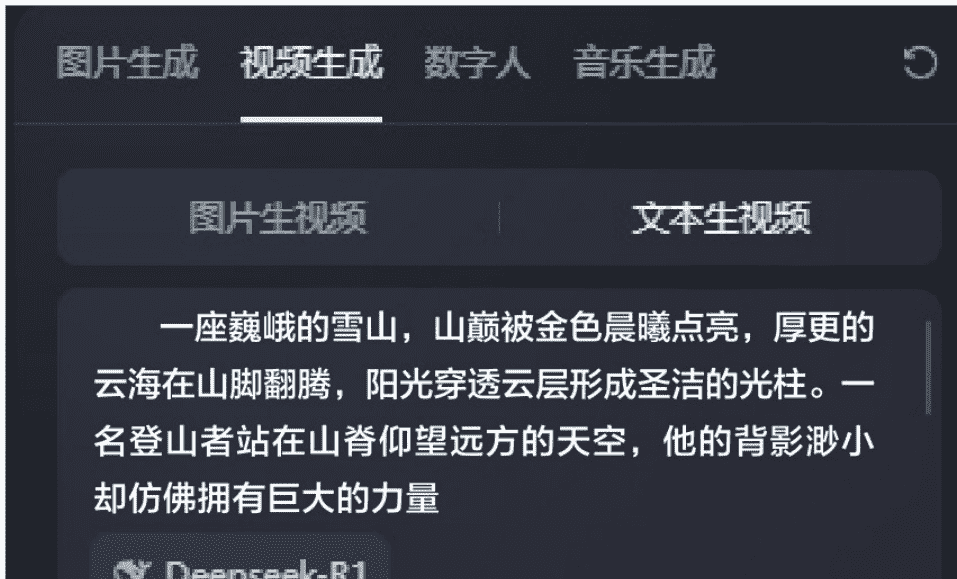 图片生成 视频生成 数字人 音乐生成
图片生视频 文本生视频
一座巍峨的雪山，山巅被金色晨曦点亮，厚更的
云海在山脚翻腾，阳光穿透云层形成圣洁的光柱。一
名登山者站在山脊仰望远方的天空，他的背影渺小
却仿佛拥有巨大的力量
Deepseek-R1